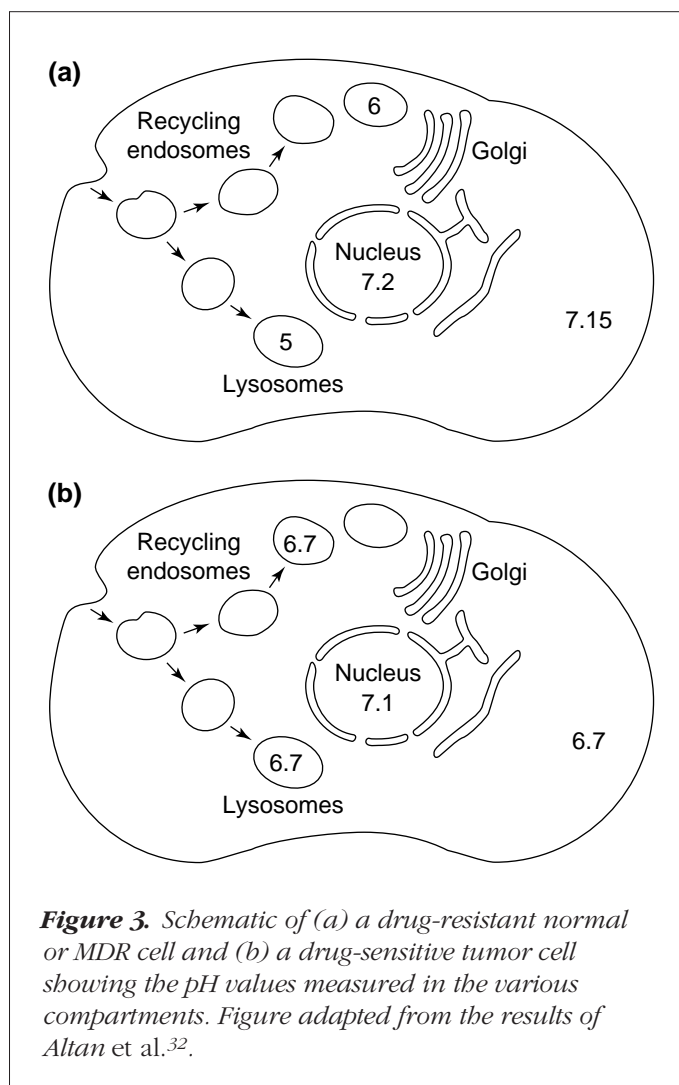 (a)
Recycling
endosomes
6
Golgi
Nucleus
7.2
7.15
5
Lysosomes
(b)
Recycling
endosomes
6.7
Golgi
Nucleus
7.1
6.7
6.7
Lysosomes
Figure 3. Schematic of (a) a drug-resistant normal
or MDR cell and (b) a drug-sensitive tumor cell
showing the pH values measured in the various
compartments. Figure adapted from the results of
Altan et al.32.